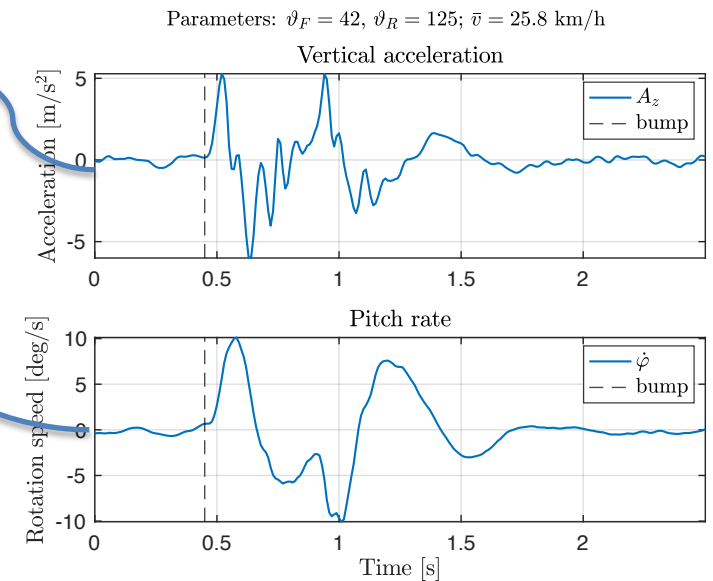 Parameters: ϑ_F = 42, ϑ_R = 125; v̄ = 25.8 km/h
Vertical acceleration
Acceleration [m/s²]
5
0
-5
A_z
bump
0 0.5 1 1.5 2
Pitch rate
Rotation speed [deg/s]
10
5
0
-5
-10
φ̇
bump
0 0.5 1 1.5 2
Time [s]